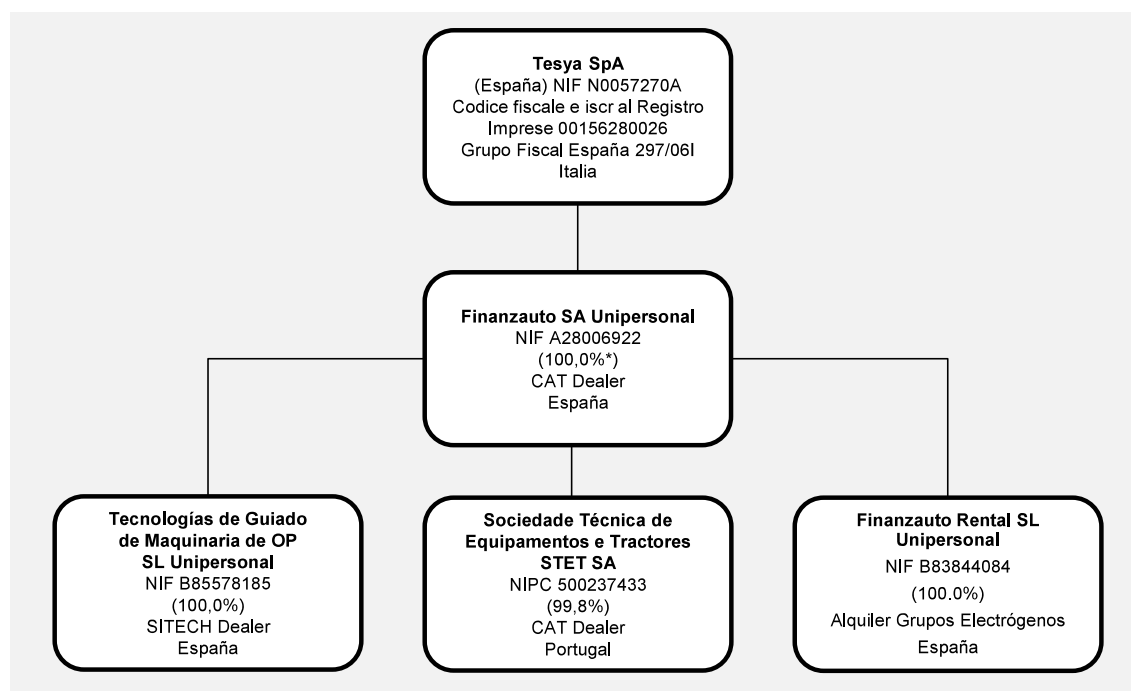 Tesya SpA
(España) NIF N0057270A
Codice fiscale e iscr al Registro
Imprese 00156280026
Grupo Fiscal España 297/06I
Italia
Finanzauto SA Unipersonal
NIF A28006922
(100,0%*)
CAT Dealer
España
Tecnologías de Guiado
de Maquinaria de OP
SL Unipersonal
NIF B85578185
(100,0%)
SITECH Dealer
España
Sociedade Técnica de
Equipamentos e Tractores
STET SA
NIPC 500237433
(99,8%)
CAT Dealer
Portugal
Finanzauto Rental SL
Unipersonal
NIF B83844084
(100.0%)
Alquiler Grupos Electrógenos
España